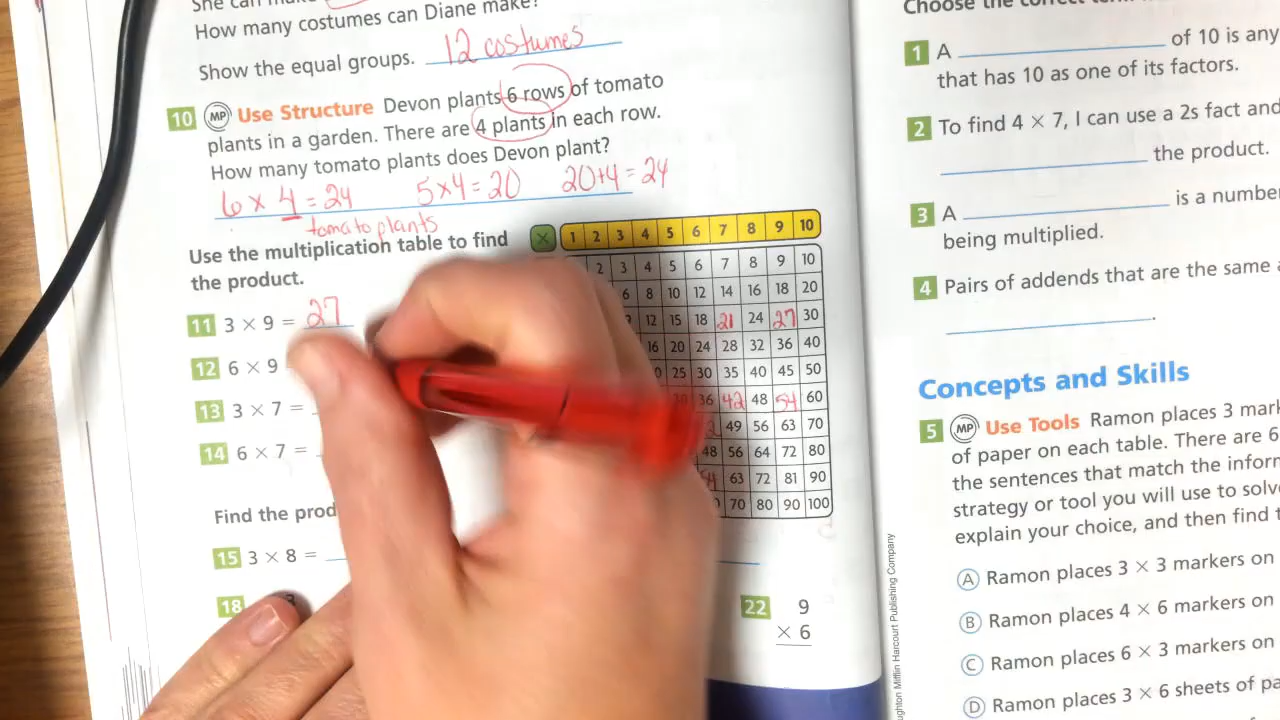 She can make
How many costumes can Diane make?
Show the equal groups. 12 costumes
10 MP Use Structure Devon plants 6 rows of tomato
plants in a garden. There are 4 plants in each row.
How many tomato plants does Devon plant?
6 × 4 = 24 5×4 = 20 20+4 = 24
tomato plants
Use the multiplication table to find
the product.
11 3 × 9 = 27
12 6 × 9
13 3 × 7 =
14 6 × 7 =
× 1 2 3 4 5 6 7 8 9 10
2 3 4 5 6 7 8 9 10
6 8 10 12 14 16 18 20
12 15 18 21 24 27 30
16 20 24 28 32 36 40
25 30 35 40 45 50
36 42 48 54 60
49 56 63 70
48 56 64 72 80
63 72 81 90
70 80 90 100
Find the
15 3 × 8 =
18
22 9
× 6
Choose the correct
1 A of 10 is any
that has 10 as one of its factors.
2 To find 4 × 7, I can use a 2s fact and
the product.
3 A is a number
being multiplied.
4 Pairs of addends that are the same
.
Concepts and Skills
5 MP Use Tools Ramon places 3
of paper on each table. There are 6
the sentences that match the
strategy or tool you will use to
explain your choice, and then find
A Ramon places 3 × 3 markers on
B Ramon places 4 × 6 markers on
C Ramon places 6 × 3 markers on
D Ramon places 3 × 6 sheets of
Mifflin Harcourt Publishing Company